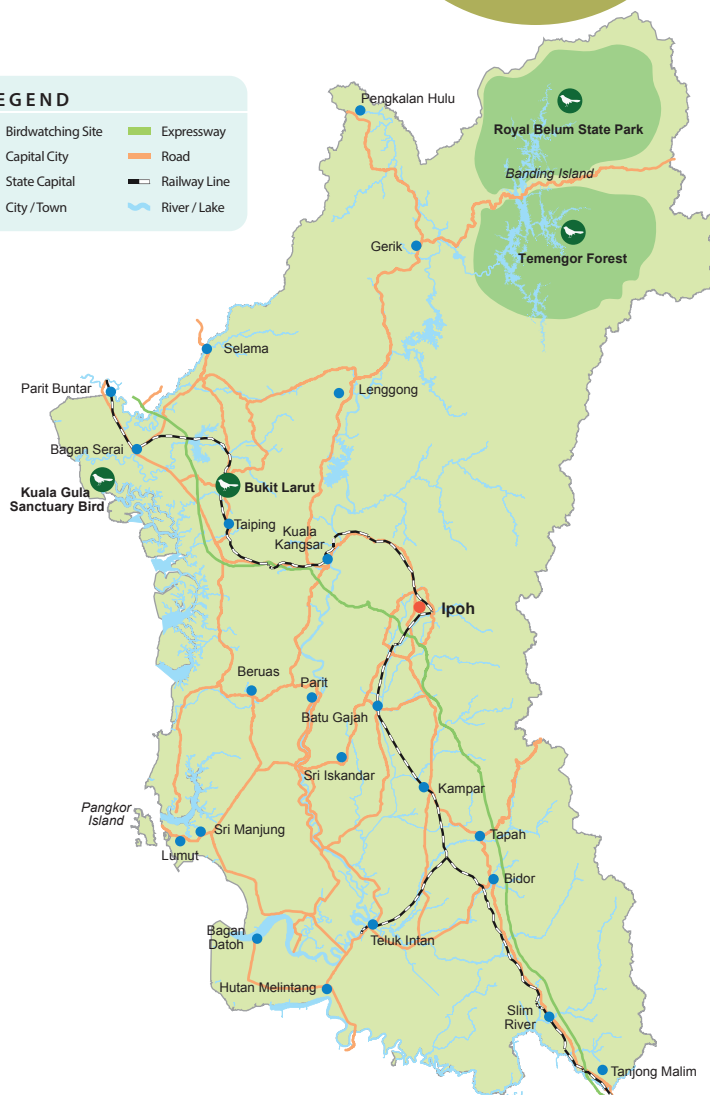 EGEND
Birdwatching Site
Expressway
Capital City
Road
State Capital
Railway Line
City / Town
River / Lake
Pengkalan Hulu
Royal Belum State Park
Banding Island
Gerik
Temengor Forest
Selama
Parit Buntar
Lenggong
Bagan Serai
Kuala Gula
Sanctuary Bird
Bukit Larut
Taiping
Kuala
Kangsar
Ipoh
Beruas
Parit
Batu Gajah
Sri Iskandar
Kampar
Pangkor
Island
Sri Manjung
Lumut
Tapah
Bidor
Bagan
Datoh
Teluk Intan
Hutan Melintang
Slim
River
Tanjong Malim